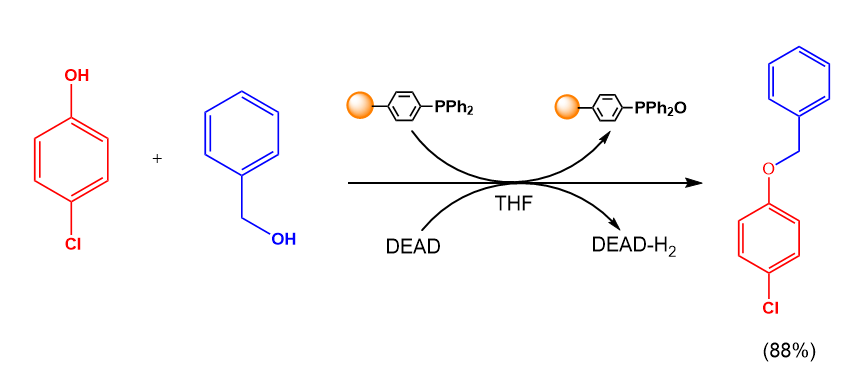 OH
Cl
+
OH
PPh2
PPh2O
THF
DEAD
DEAD-H2
O
Cl
(88%)